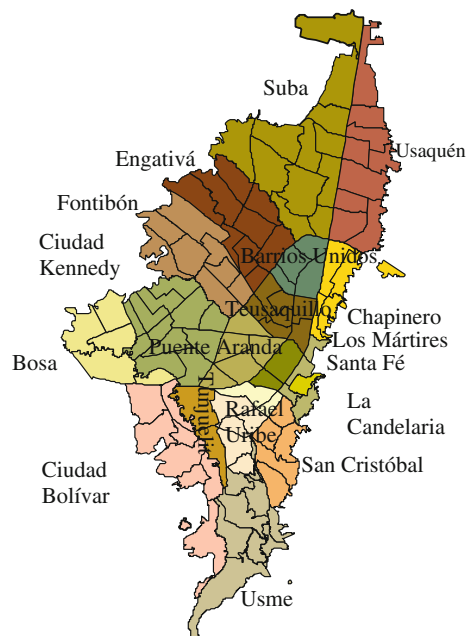 Suba
Usaquén
Engativá
Fontibón
Ciudad
Kennedy
Barrios Unidos
Teusaquillo
Chapinero
Los Mártires
Puente Aranda
Santa Fé
Bosa
Tunjuelito
Rafael
Uribe
La
Candelaria
San Cristóbal
Ciudad
Bolívar
Usme